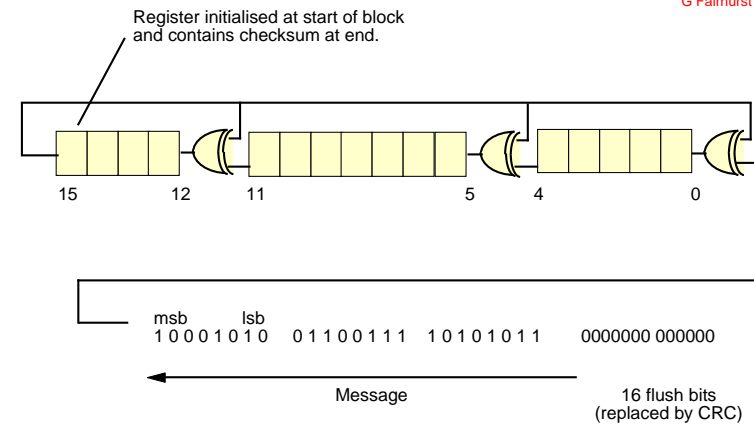 G Fairhurst
Register initialised at start of block
and contains checksum at end.
15 12 11 5 4 0
msb lsb
1 0 0 0 1 0 1 0 0 1 1 0 0 1 1 1 1 0 1 0 1 0 1 1 0000000 000000
Message
16 flush bits
(replaced by CRC)